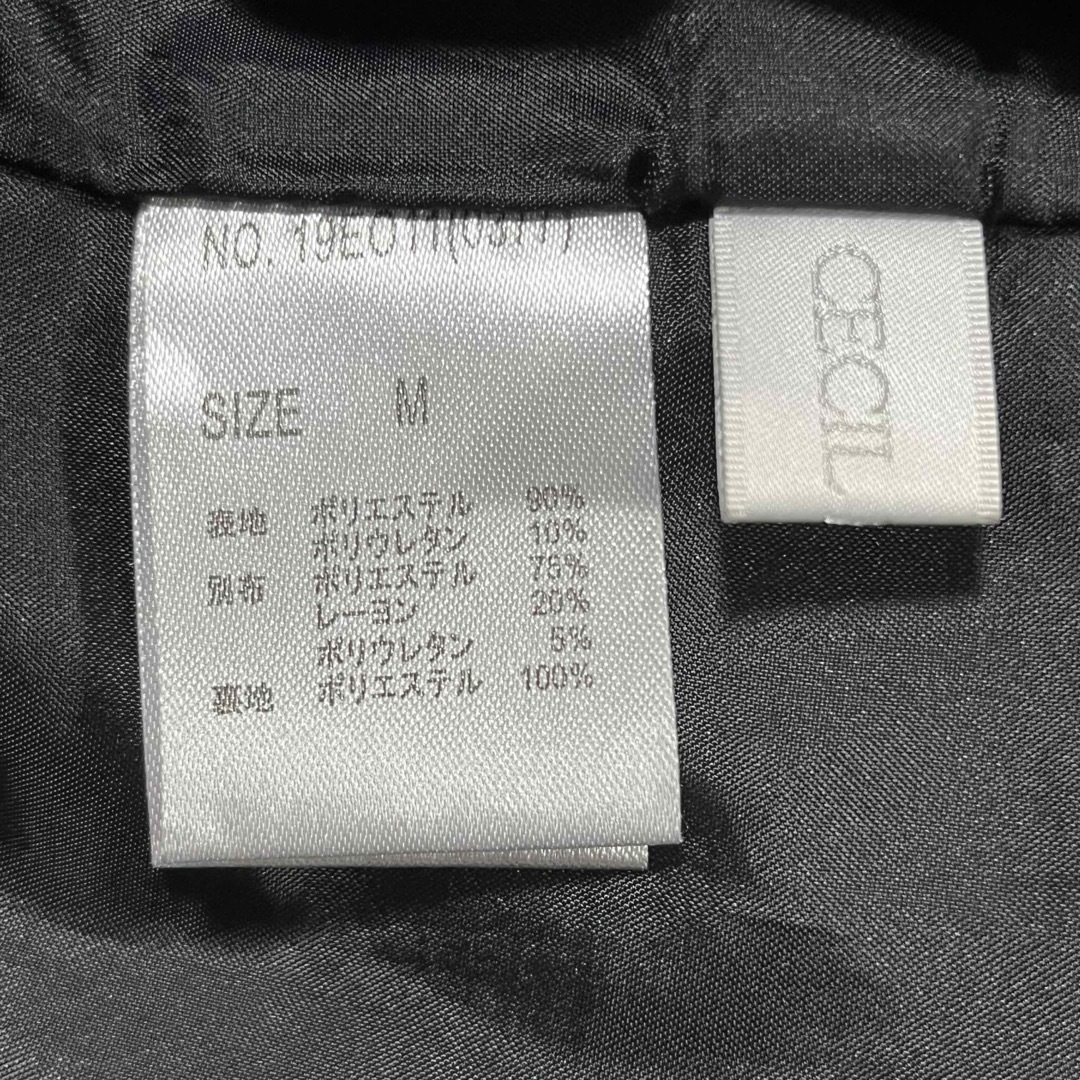 NO.
SIZE M
表地 ポリエステル 90%
ポリウレタン 10%
別布 ポリエステル 75%
レーヨン 20%
ポリウレタン 5%
裏地 ポリエステル 100%
CECIL